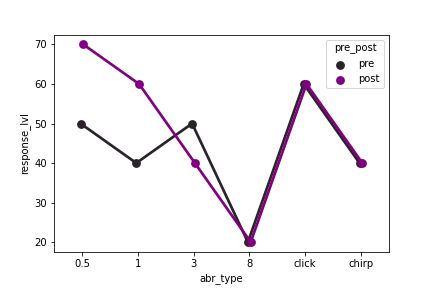 70
60
50
40
30
20
response_lvl
0.5 1 3 8 click chirp
abr_type
pre_post
pre
post